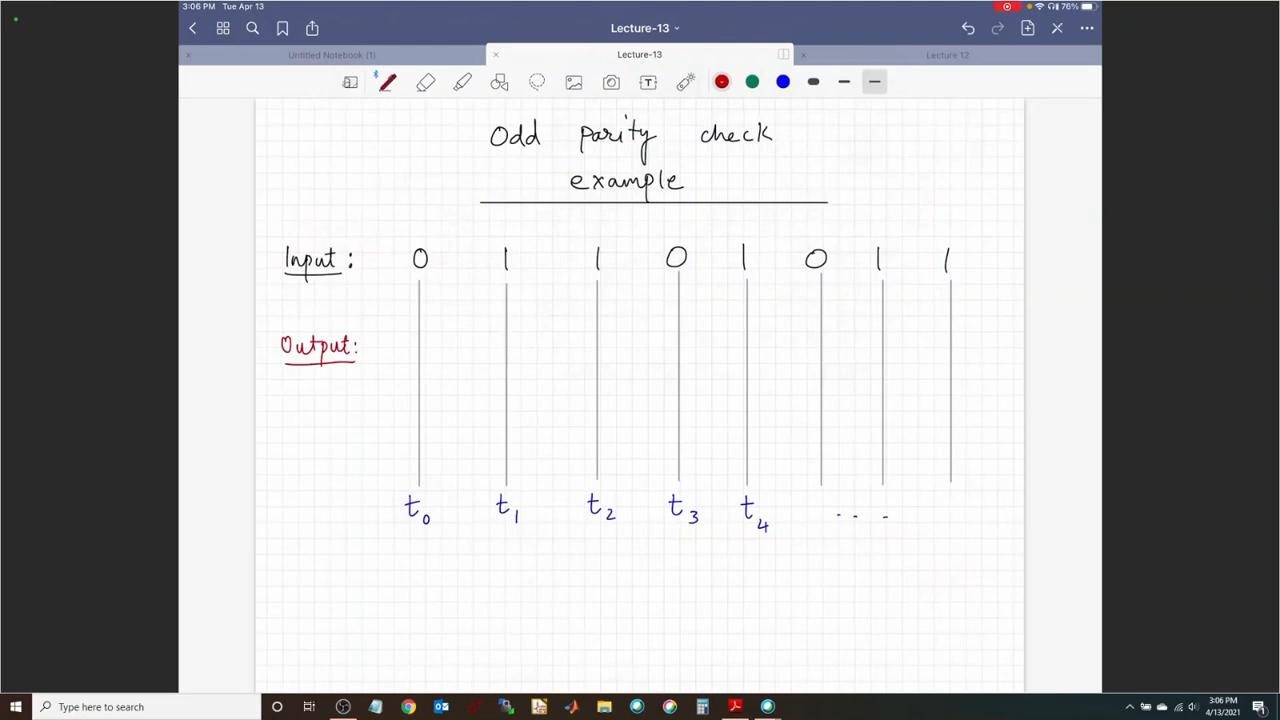 3:06 PM Tue Apr 13
76%
Lecture-13
Untitled Notebook (1)
Lecture-13
Lecture 12
T
Odd parity check
example
Input: 0 1 1 0 1 0 1 1
Output:
t0 t1 t2 t3 t4 . . .
Type here to search
3:06 PM
4/13/2021